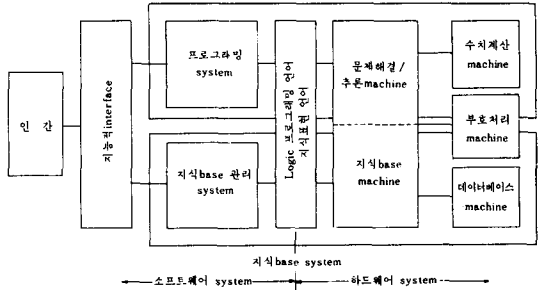 인 간
지능적interface
프로그래밍
system
지식base 관리
system
Logic 프로그래밍 언어
지식표현 언어
문제해결/
추론machine
지식base
machine
수치계산
machine
부호처리
machine
데이터베이스
machine
지식base system
소프트웨어 system
하드웨어 system